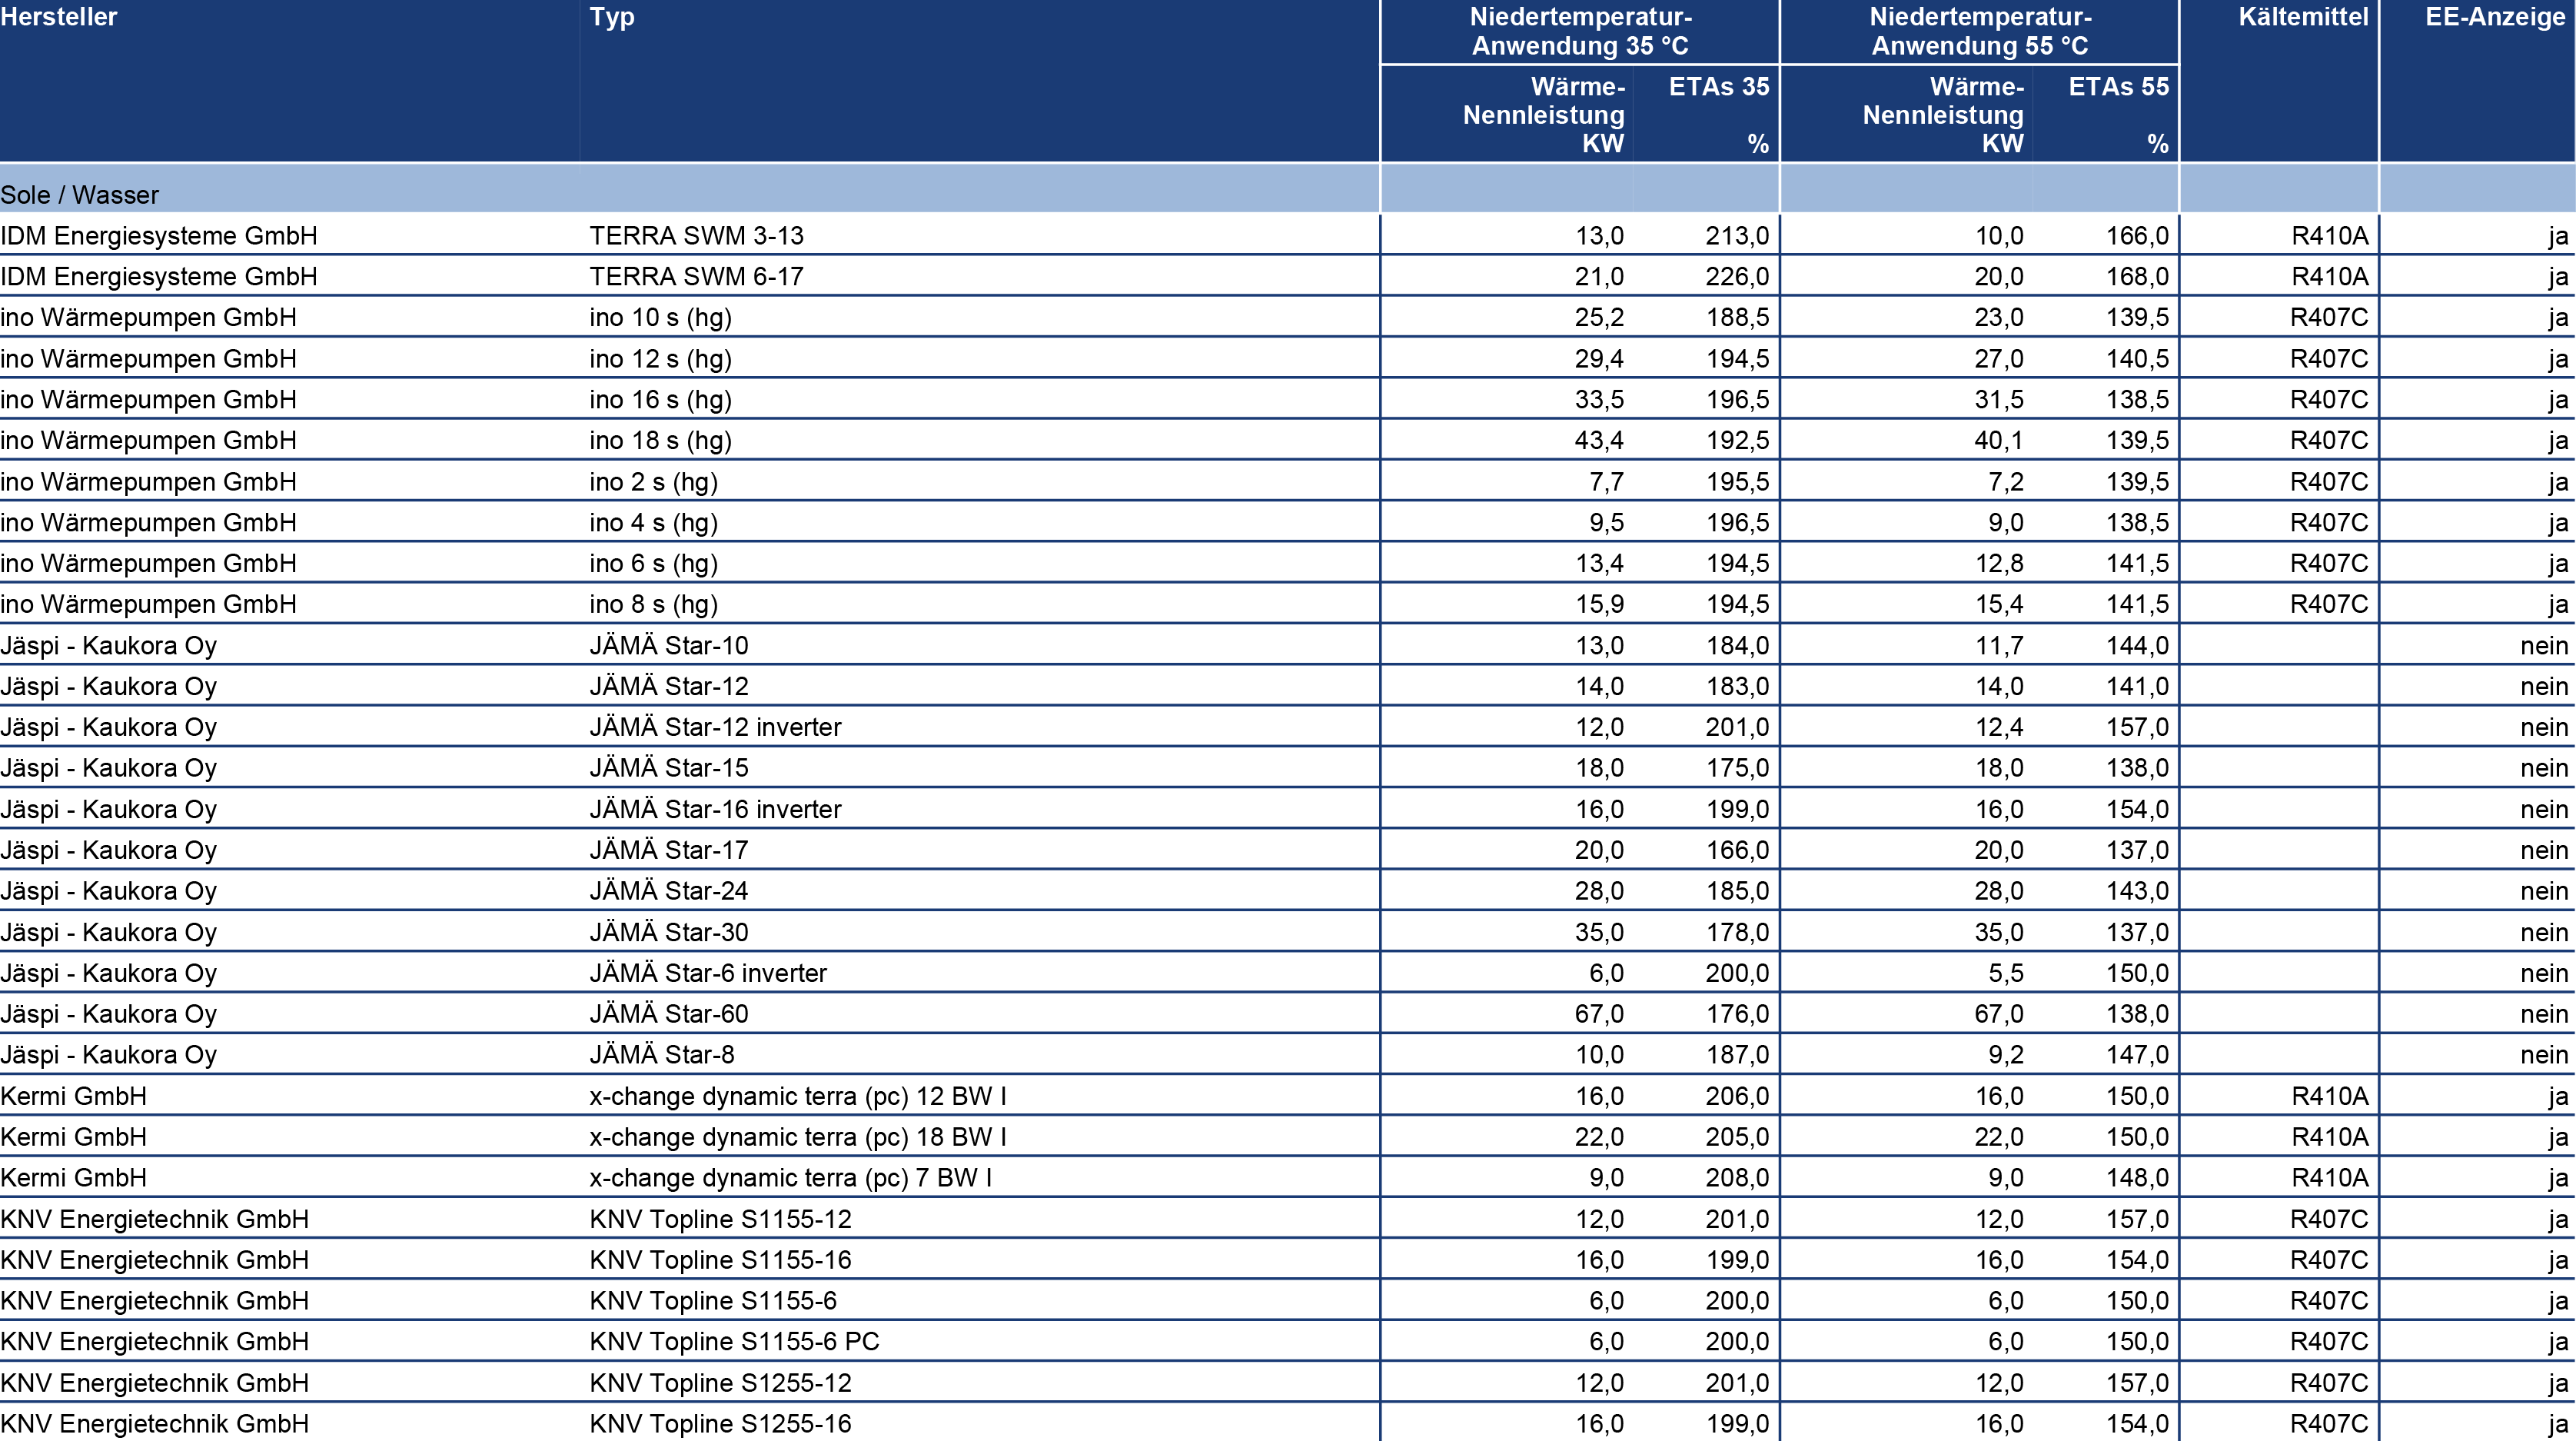 Hersteller Typ Niedertemperatur- Niedertemperatur- Kältemittel EE-Anzeige
Anwendung 35 °C Anwendung 55 °C
Wärme- ETAs 35 Wärme- ETAs 55
Nennleistung Nennleistung
KW % KW %
Sole / Wasser
IDM Energiesysteme GmbH TERRA SWM 3-13 13,0 213,0 10,0 166,0 R410A ja
IDM Energiesysteme GmbH TERRA SWM 6-17 21,0 226,0 20,0 168,0 R410A ja
ino Wärmepumpen GmbH ino 10 s (hg) 25,2 188,5 23,0 139,5 R407C ja
ino Wärmepumpen GmbH ino 12 s (hg) 29,4 194,5 27,0 140,5 R407C ja
ino Wärmepumpen GmbH ino 16 s (hg) 33,5 196,5 31,5 138,5 R407C ja
ino Wärmepumpen GmbH ino 18 s (hg) 43,4 192,5 40,1 139,5 R407C ja
ino Wärmepumpen GmbH ino 2 s (hg) 7,7 195,5 7,2 139,5 R407C ja
ino Wärmepumpen GmbH ino 4 s (hg) 9,5 196,5 9,0 138,5 R407C ja
ino Wärmepumpen GmbH ino 6 s (hg) 13,4 194,5 12,8 141,5 R407C ja
ino Wärmepumpen GmbH ino 8 s (hg) 15,9 194,5 15,4 141,5 R407C ja
Jäspi - Kaukora Oy JÄMÄ Star-10 13,0 184,0 11,7 144,0 nein
Jäspi - Kaukora Oy JÄMÄ Star-12 14,0 183,0 14,0 141,0 nein
Jäspi - Kaukora Oy JÄMÄ Star-12 inverter 12,0 201,0 12,4 157,0 nein
Jäspi - Kaukora Oy JÄMÄ Star-15 18,0 175,0 18,0 138,0 nein
Jäspi - Kaukora Oy JÄMÄ Star-16 inverter 16,0 199,0 16,0 154,0 nein
Jäspi - Kaukora Oy JÄMÄ Star-17 20,0 166,0 20,0 137,0 nein
Jäspi - Kaukora Oy JÄMÄ Star-24 28,0 185,0 28,0 143,0 nein
Jäspi - Kaukora Oy JÄMÄ Star-30 35,0 178,0 35,0 137,0 nein
Jäspi - Kaukora Oy JÄMÄ Star-6 inverter 6,0 200,0 5,5 150,0 nein
Jäspi - Kaukora Oy JÄMÄ Star-60 67,0 176,0 67,0 138,0 nein
Jäspi - Kaukora Oy JÄMÄ Star-8 10,0 187,0 9,2 147,0 nein
Kermi GmbH x-change dynamic terra (pc) 12 BW I 16,0 206,0 16,0 150,0 R410A ja
Kermi GmbH x-change dynamic terra (pc) 18 BW I 22,0 205,0 22,0 150,0 R410A ja
Kermi GmbH x-change dynamic terra (pc) 7 BW I 9,0 208,0 9,0 148,0 R410A ja
KNV Energietechnik GmbH KNV Topline S1155-12 12,0 201,0 12,0 157,0 R407C ja
KNV Energietechnik GmbH KNV Topline S1155-16 16,0 199,0 16,0 154,0 R407C ja
KNV Energietechnik GmbH KNV Topline S1155-6 6,0 200,0 6,0 150,0 R407C ja
KNV Energietechnik GmbH KNV Topline S1155-6 PC 6,0 200,0 6,0 150,0 R407C ja
KNV Energietechnik GmbH KNV Topline S1255-12 12,0 201,0 12,0 157,0 R407C ja
KNV Energietechnik GmbH KNV Topline S1255-16 16,0 199,0 16,0 154,0 R407C ja